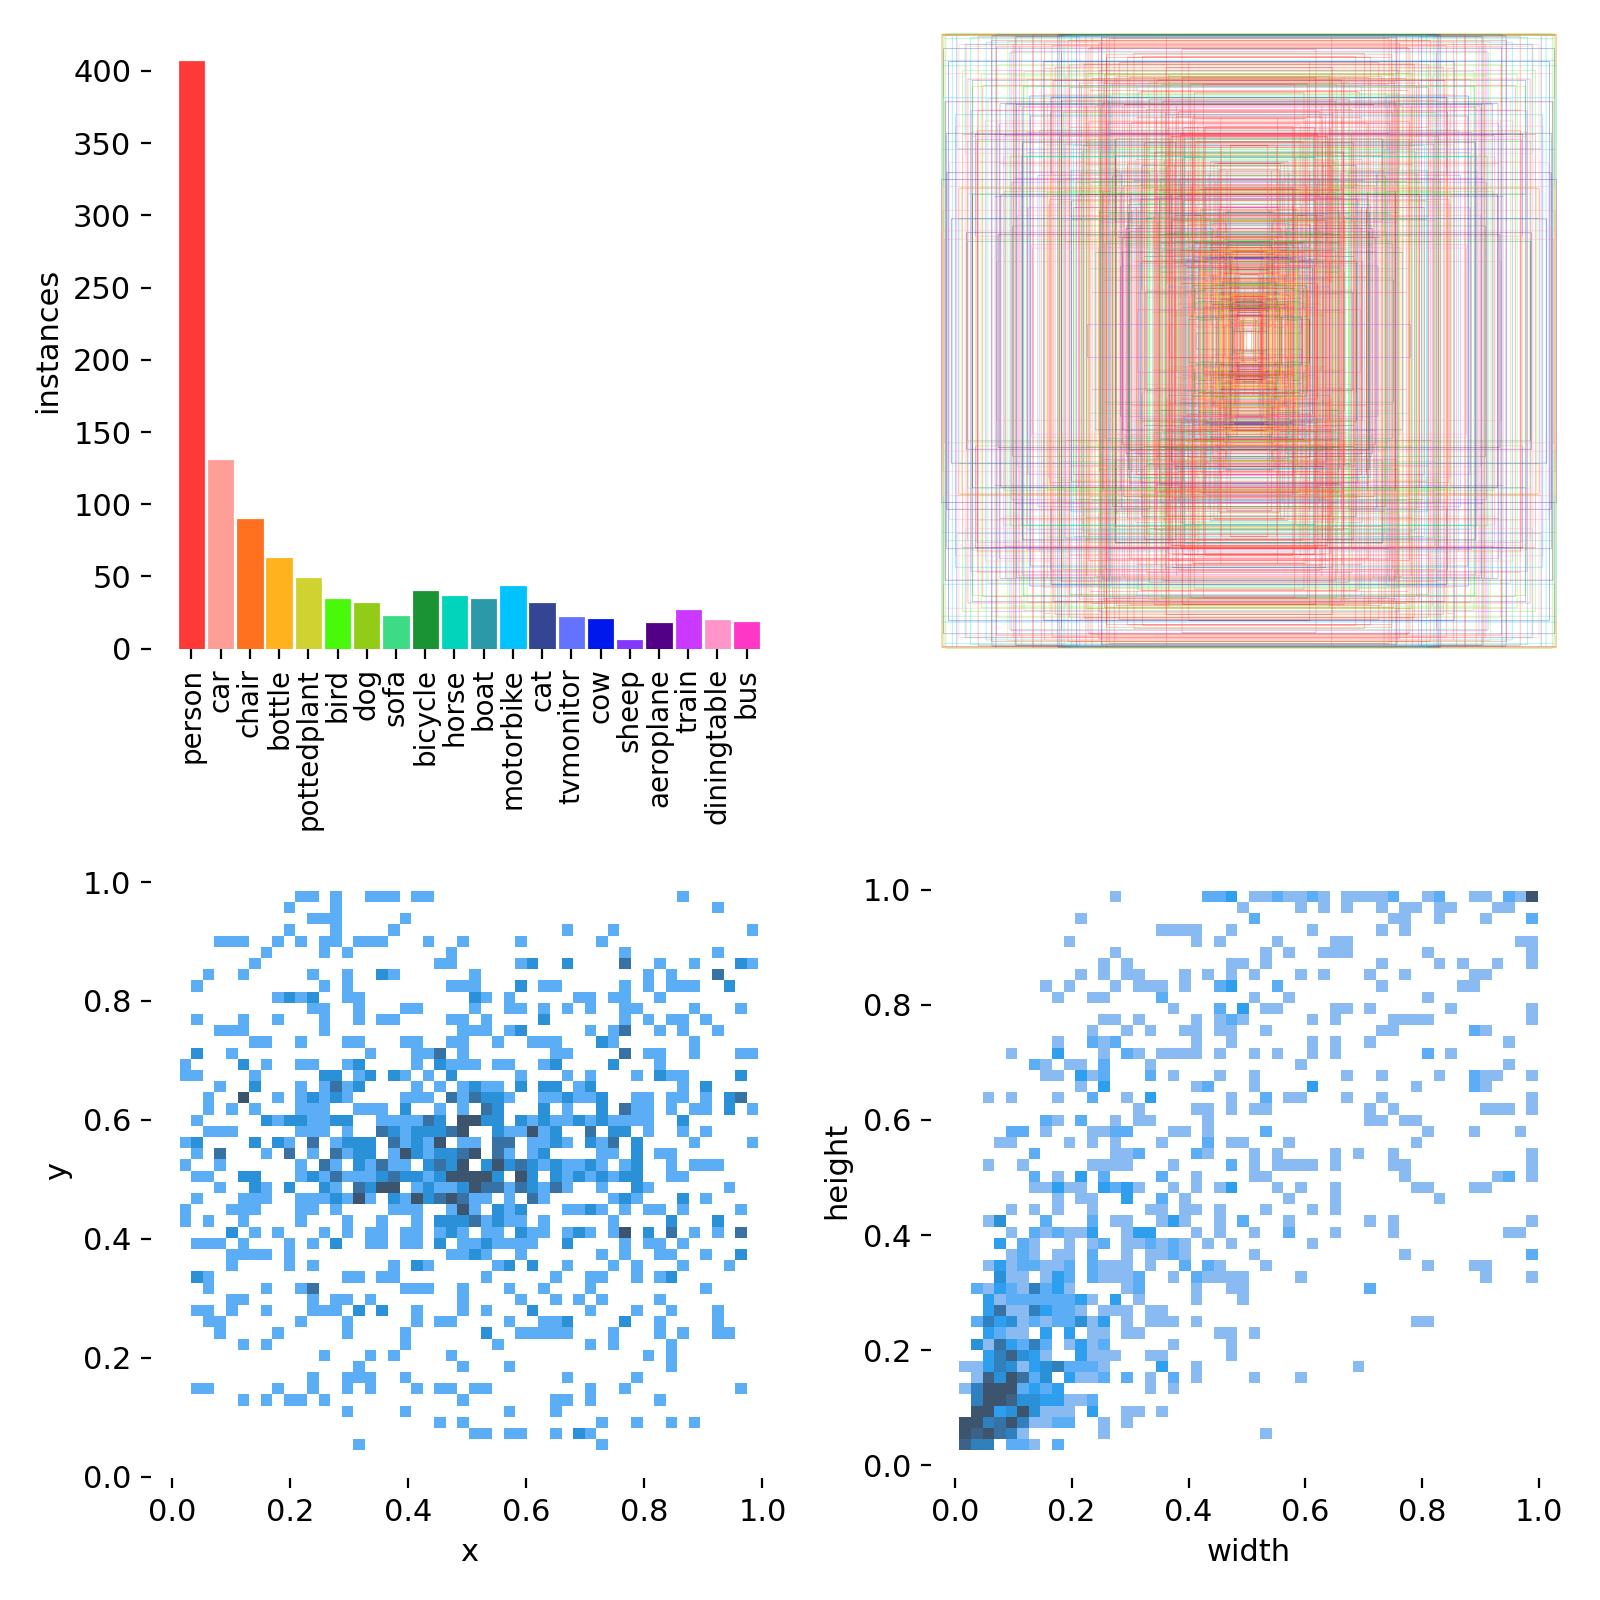 instances
400
350
300
250
200
150
100
50
0
person
car
chair
bottle
pottedplant
bird
dog
sofa
bicycle
horse
boat
motorbike
cat
tvmonitor
cow
sheep
aeroplane
train
diningtable
bus
y
1.0
0.8
0.6
0.4
0.2
0.0
0.0 0.2 0.4 0.6 0.8 1.0
x
height
1.0
0.8
0.6
0.4
0.2
0.0
0.0 0.2 0.4 0.6 0.8 1.0
width